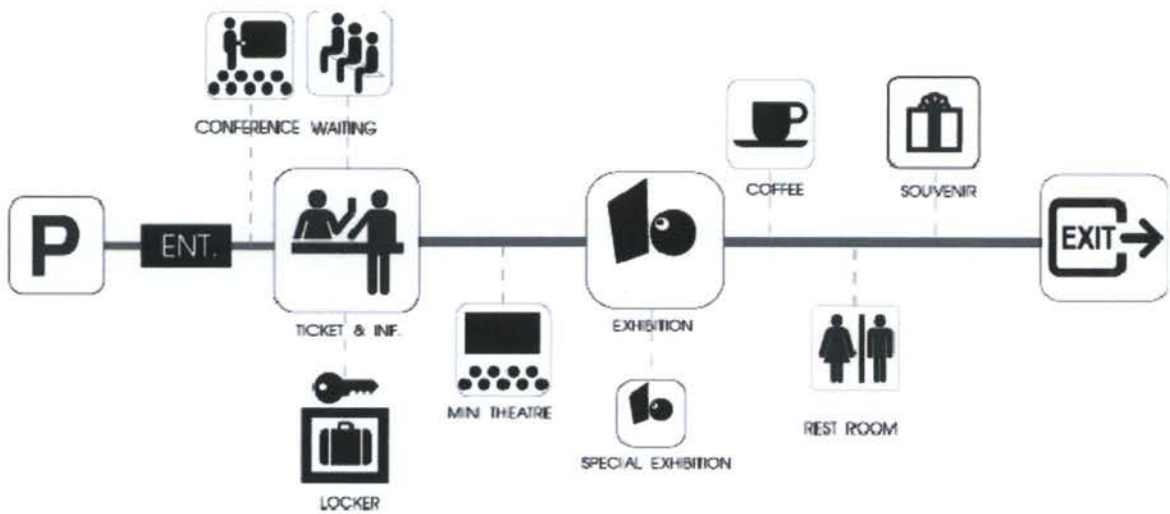 CONFERENCE WAITING
COFFEE
SOUVENIR
P
ENT.
EXIT
TICKET & INF.
EXHIBITION
MINI THEATRE
REST ROOM
SPECIAL EXHIBITION
LOCKER